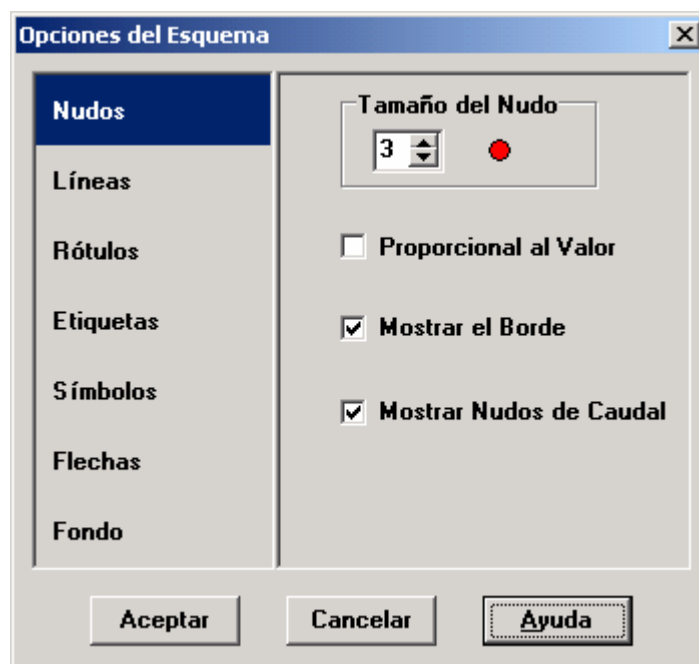 Opciones del Esquema
Nudos
Líneas
Rótulos
Etiquetas
Símbolos
Flechas
Fondo
Tamaño del Nudo
3
Proporcional al Valor
Mostrar el Borde
Mostrar Nudos de Caudal
Aceptar
Cancelar
Ayuda